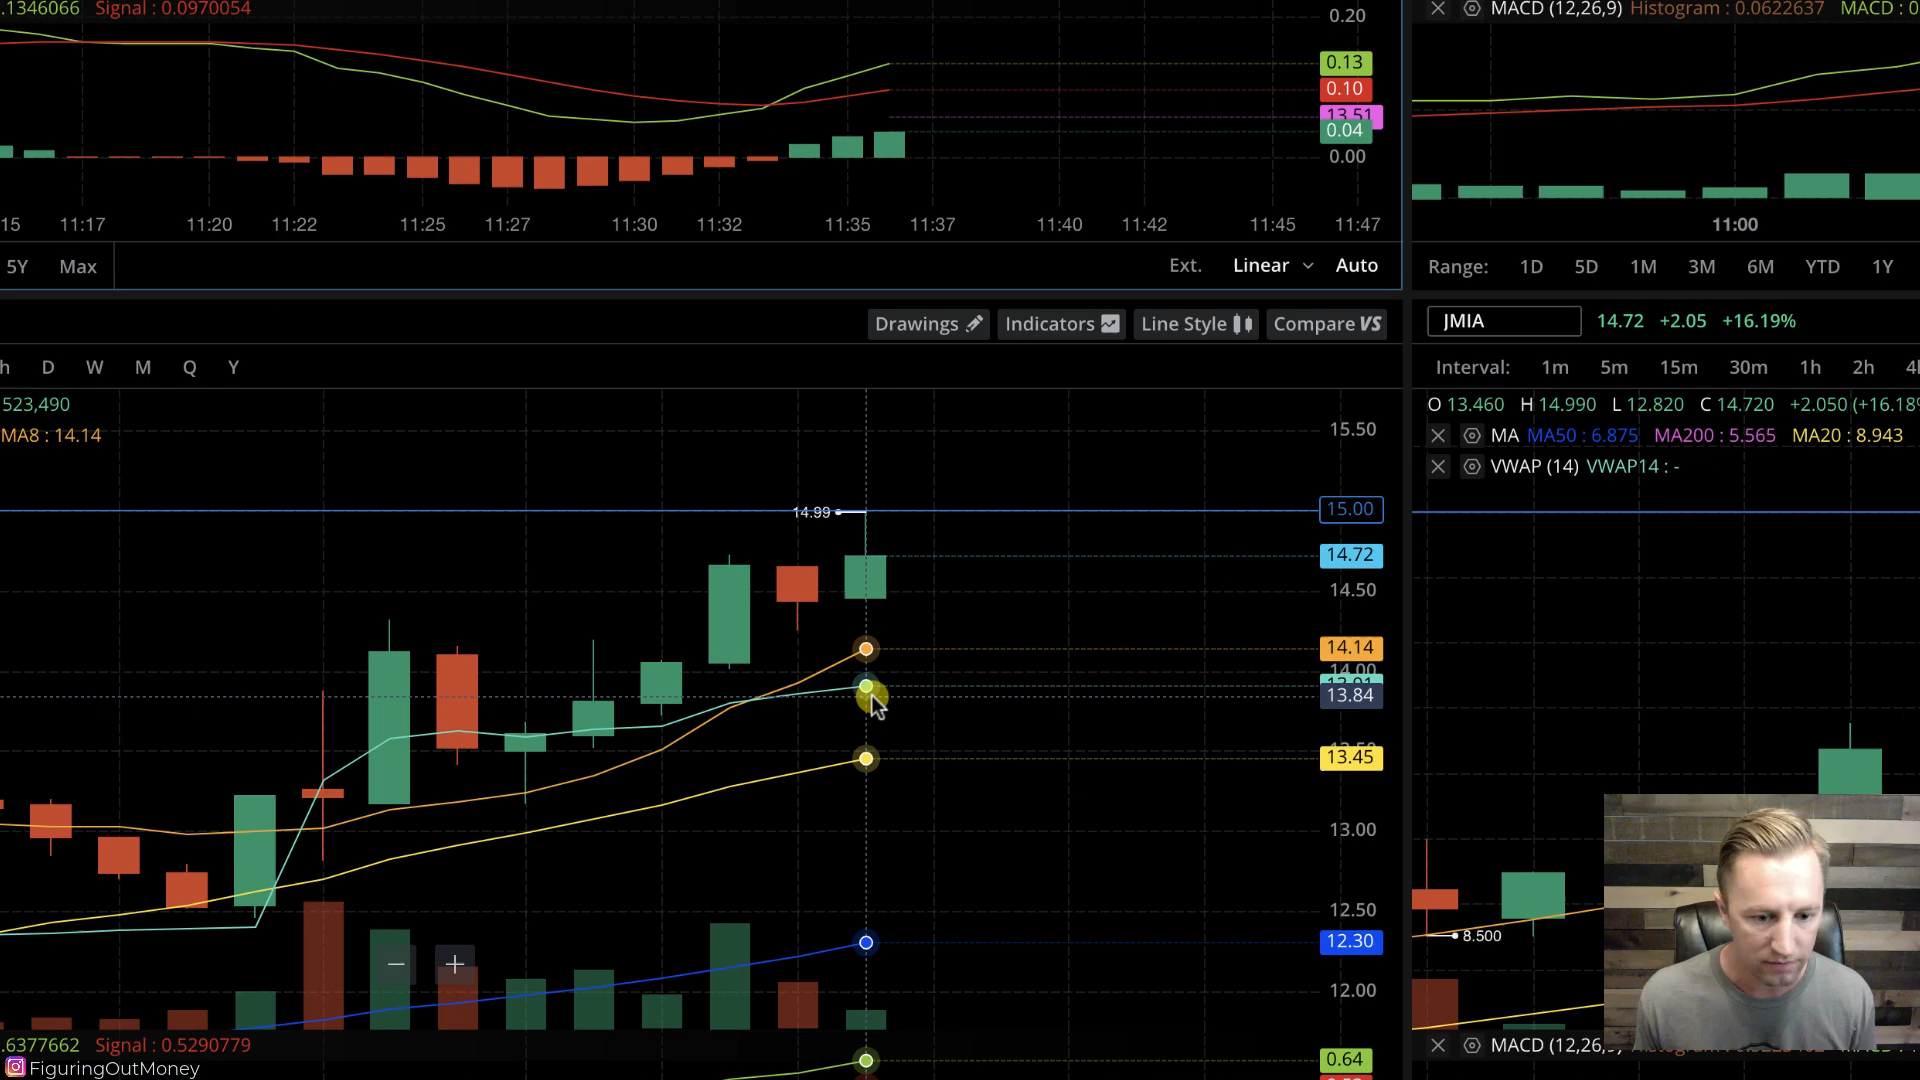 .1346066 Signal : 0.0970054
0.20
0.13
0.10
13.51
0.04
0.00
15 11:17 11:20 11:22 11:25 11:27 11:30 11:32 11:35 11:37 11:40 11:42 11:45 11:47
5Y Max Ext. Linear Auto
MACD (12,26,9) Histogram : 0.0622637 MACD : 0
11:00
Range: 1D 5D 1M 3M 6M YTD 1Y
Drawings Indicators Line Style Compare VS
h D W M Q Y
523,490
MA8 : 14.14
15.50
14.99
15.00
14.72
14.50
14.14
14.00
13.91
13.84
13.50
13.45
13.00
12.50
12.30
12.00
.6377662 Signal : 0.5290779
0.64
FiguringOutMoney
JMIA 14.72 +2.05 +16.19%
Interval: 1m 5m 15m 30m 1h 2h 4h
O 13.460 H 14.990 L 12.820 C 14.720 +2.050 (+16.18%
MA MA50 : 6.875 MA200 : 5.565 MA20 : 8.943
VWAP (14) VWAP14 : -
8.500
MACD (12,26,9)